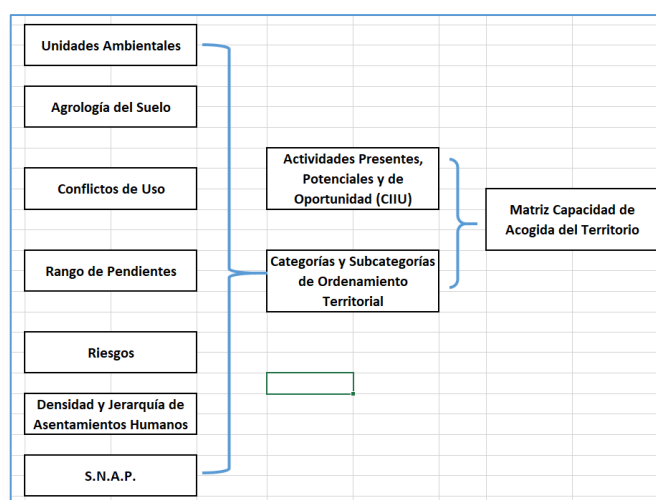 Unidades Ambientales
Agrología del Suelo
Conflictos de Uso
Rango de Pendientes
Riesgos
Densidad y Jerarquía de
Asentamientos Humanos
S.N.A.P.
Actividades Presentes,
Potenciales y de
Oportunidad (CIIU)
Categorías y Subcategorías
de Ordenamiento
Territorial
Matriz Capacidad de
Acogida del Territorio